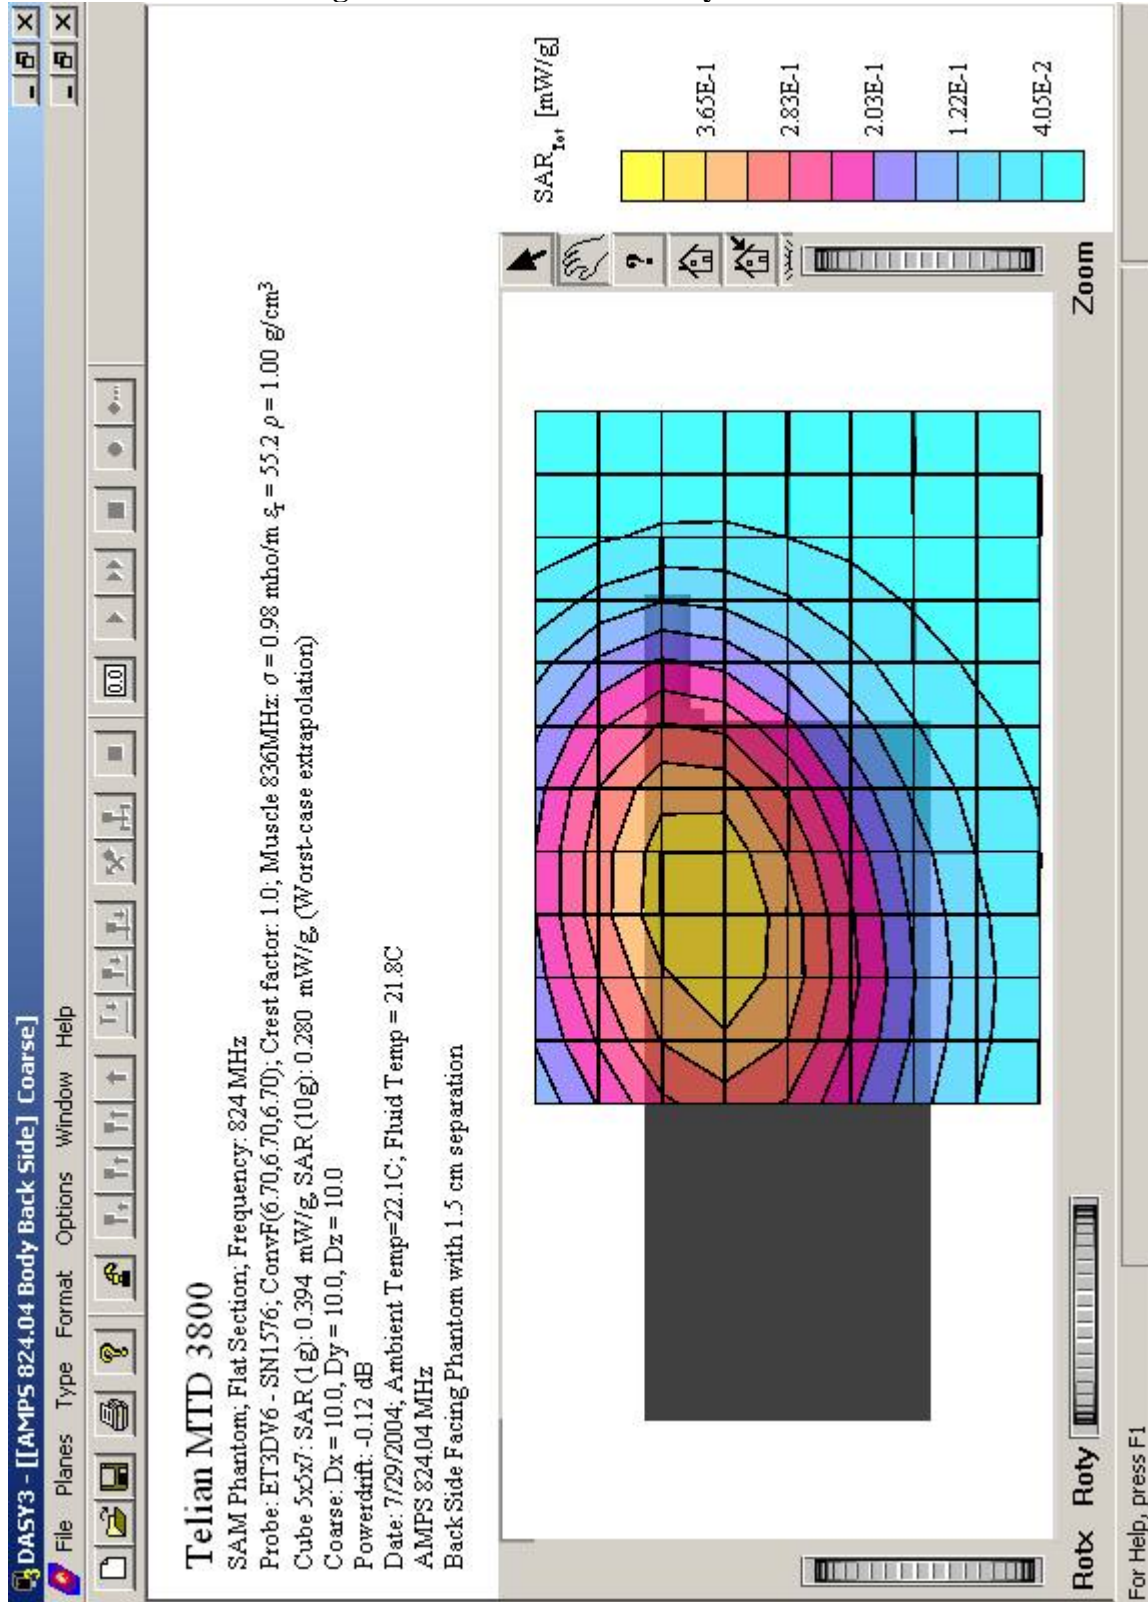 DASY3 - [[AMPS 824.04 Body Back Side] Coarse]
File Planes Type Format Options Window Help
0.0
Telian MTD 3800
SAM Phantom; Flat Section; Frequency: 824 MHz
Probe: ET3DV6 - SN1576; ConvF(6.70,6.70,6.70); Crest factor: 1.0; Muscle 836MHz: σ = 0.98 mho/m εr = 55.2 ρ = 1.00 g/cm³
Cube 5x5x7: SAR (1g): 0.394 mW/g, SAR (10g): 0.280 mW/g, (Worst-case extrapolation)
Coarse: Dx = 10.0, Dy = 10.0, Dz = 10.0
Powerdrift: -0.12 dB
Date: 7/29/2004; Ambient Temp=22.1C; Fluid Temp = 21.8C
AMPS 824.04 MHz
Back Side Facing Phantom with 1.5 cm separation
SARTot [mW/g]
3.65E-1
2.83E-1
2.03E-1
1.22E-1
4.05E-2
Rotx Roty Zoom
For Help, press F1